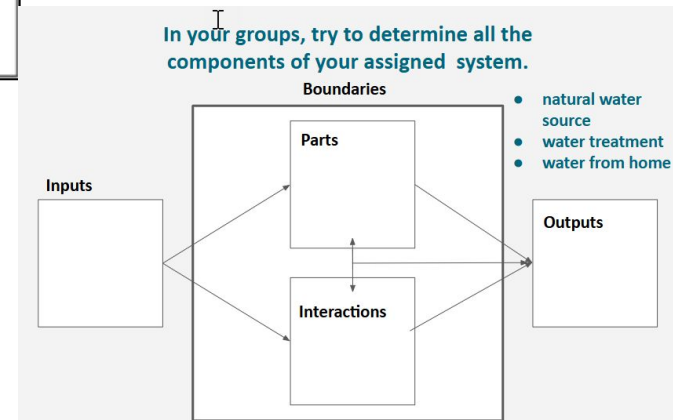 In your groups, try to determine all the
components of your assigned system.
Boundaries
natural water
source
water treatment
water from home
Parts
Inputs
Outputs
Interactions